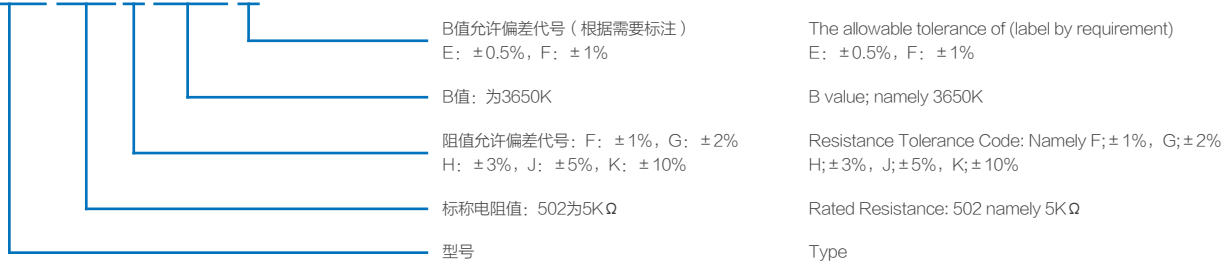 B值允许偏差代号（根据需要标注） The allowable tolerance of (label by requirement)
E：±0.5%，F：±1% E：±0.5%，F：±1%
B值：为3650K B value; namely 3650K
阻值允许偏差代号：F：±1%，G：±2% Resistance Tolerance Code: Namely F;±1%，G;±2%
H：±3%，J：±5%，K：±10% H;±3%，J;±5%，K;±10%
标称电阻值：502为5KΩ Rated Resistance: 502 namely 5KΩ
型号 Type